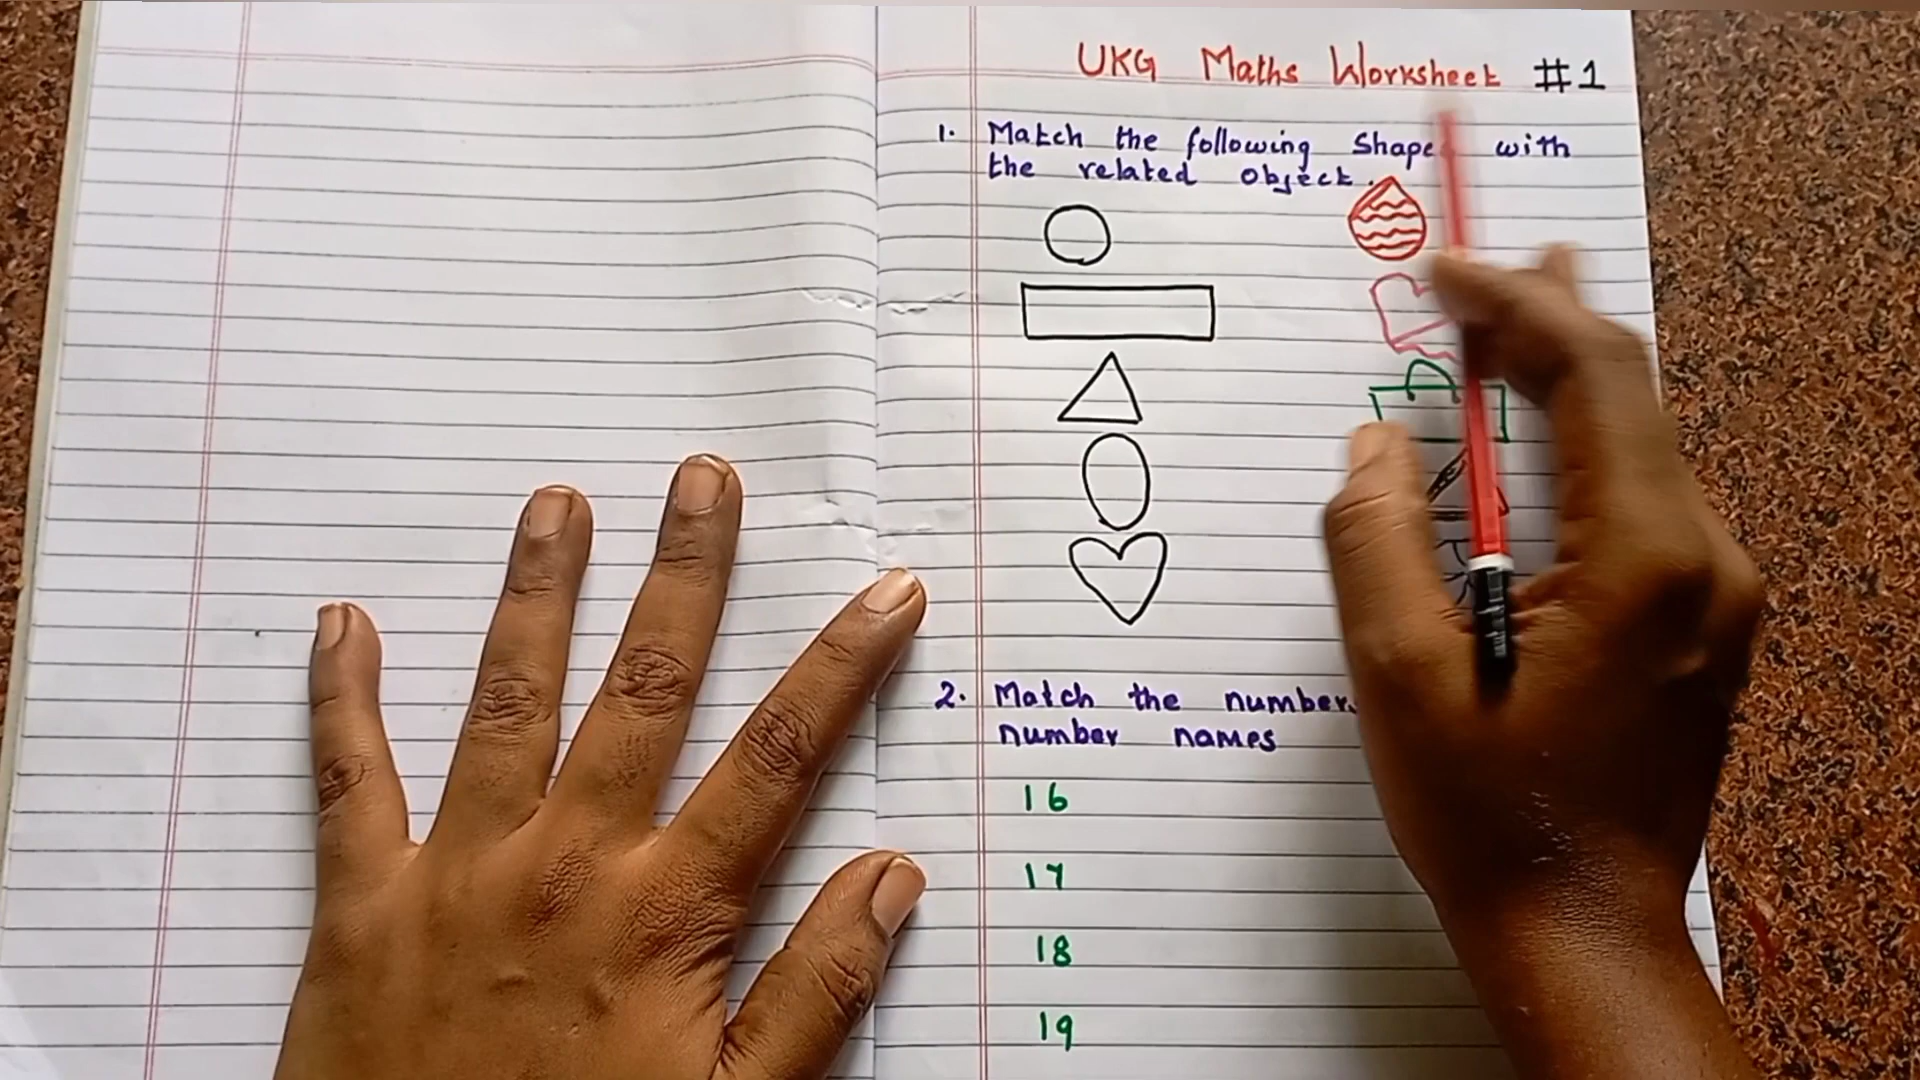 UKG Maths Worksheet #1
1. Match the following Shape with
the related object.
2. Match the number
number names
16
17
18
19